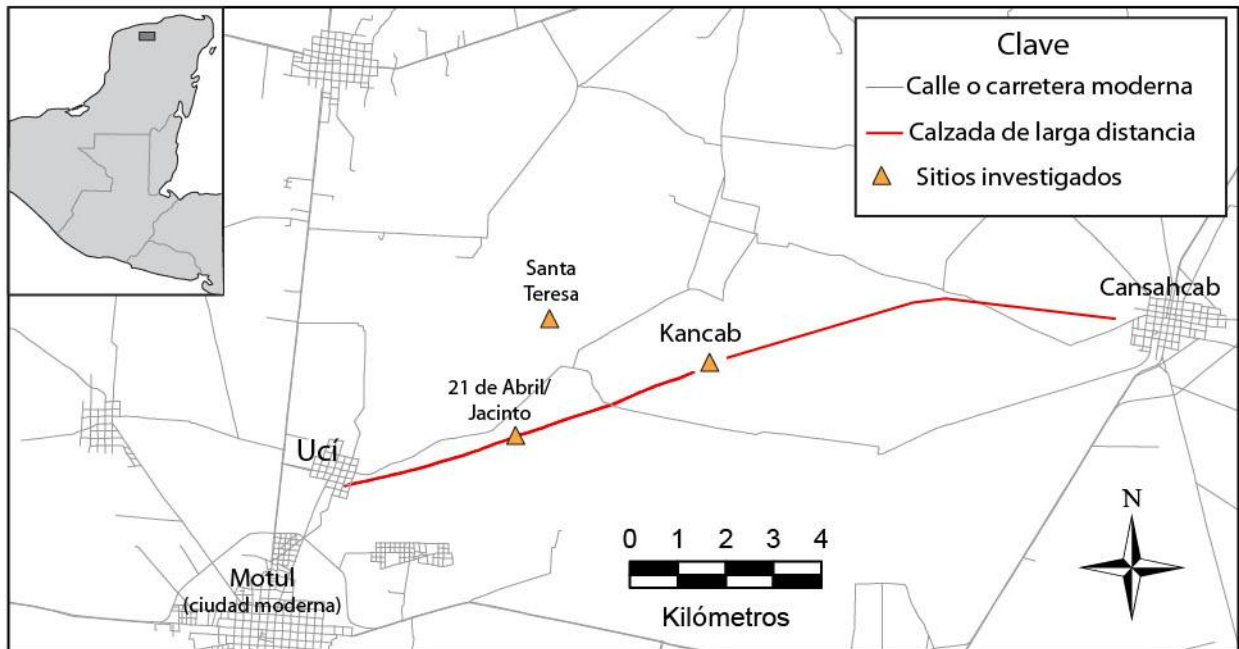 Clave
Calle o carretera moderna
Calzada de larga distancia
Sitios investigados
Santa
Teresa
Cansahcab
Kancab
21 de Abril/
Jacinto
Ucí
N
0 1 2 3 4
Kilómetros
Motul
(ciudad moderna)